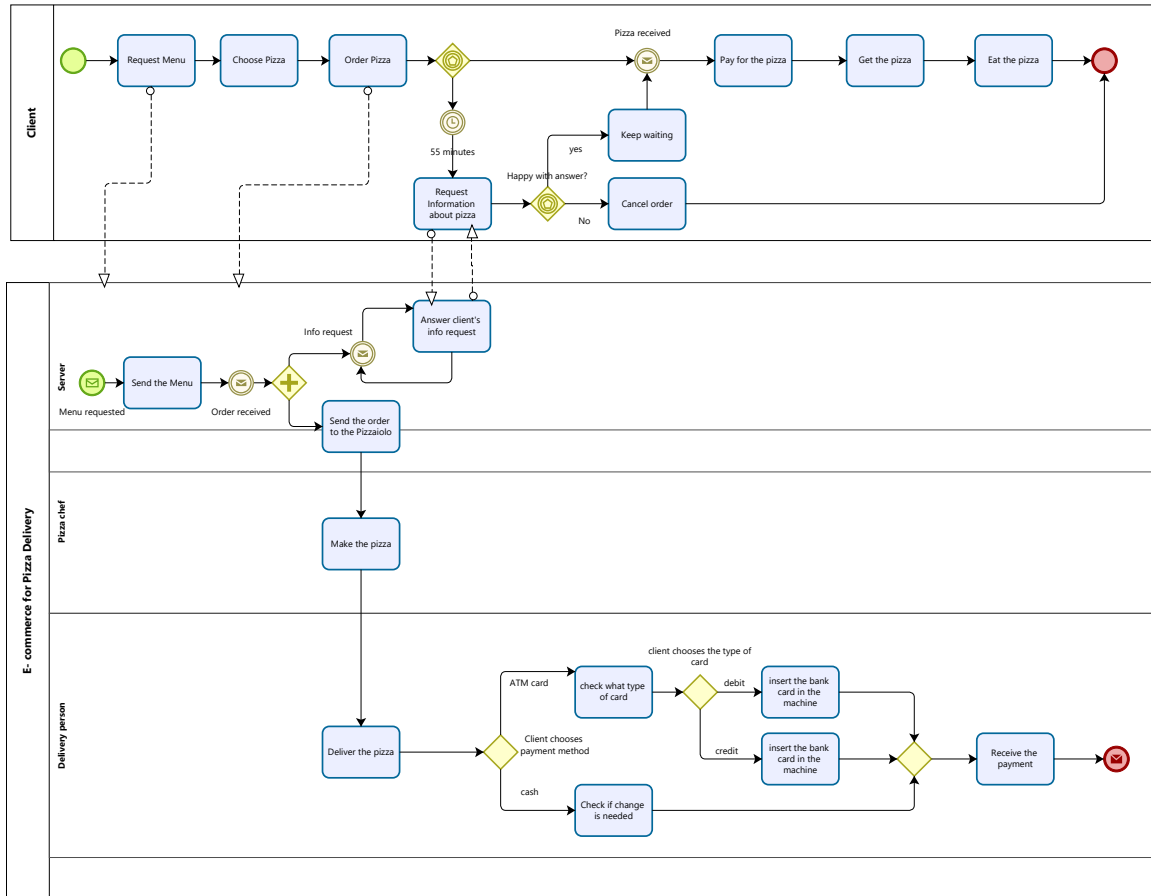 Client
Request Menu
Choose Pizza
Order Pizza
Pizza received
Pay for the pizza
Get the pizza
Eat the pizza
55 minutes
Request
Information
about pizza
Happy with answer?
yes
Keep waiting
No
Cancel order
E- commerce for Pizza Delivery
Server
Menu requested
Send the Menu
Order received
Info request
Answer client's
info request
Send the order
to the Pizzaiolo
Pizza chef
Make the pizza
Delivery person
Deliver the pizza
Client chooses
payment method
ATM card
check what type
of card
client chooses the type of
card
debit
insert the bank
card in the
machine
credit
insert the bank
card in the
machine
cash
Check if change
is needed
Receive the
payment